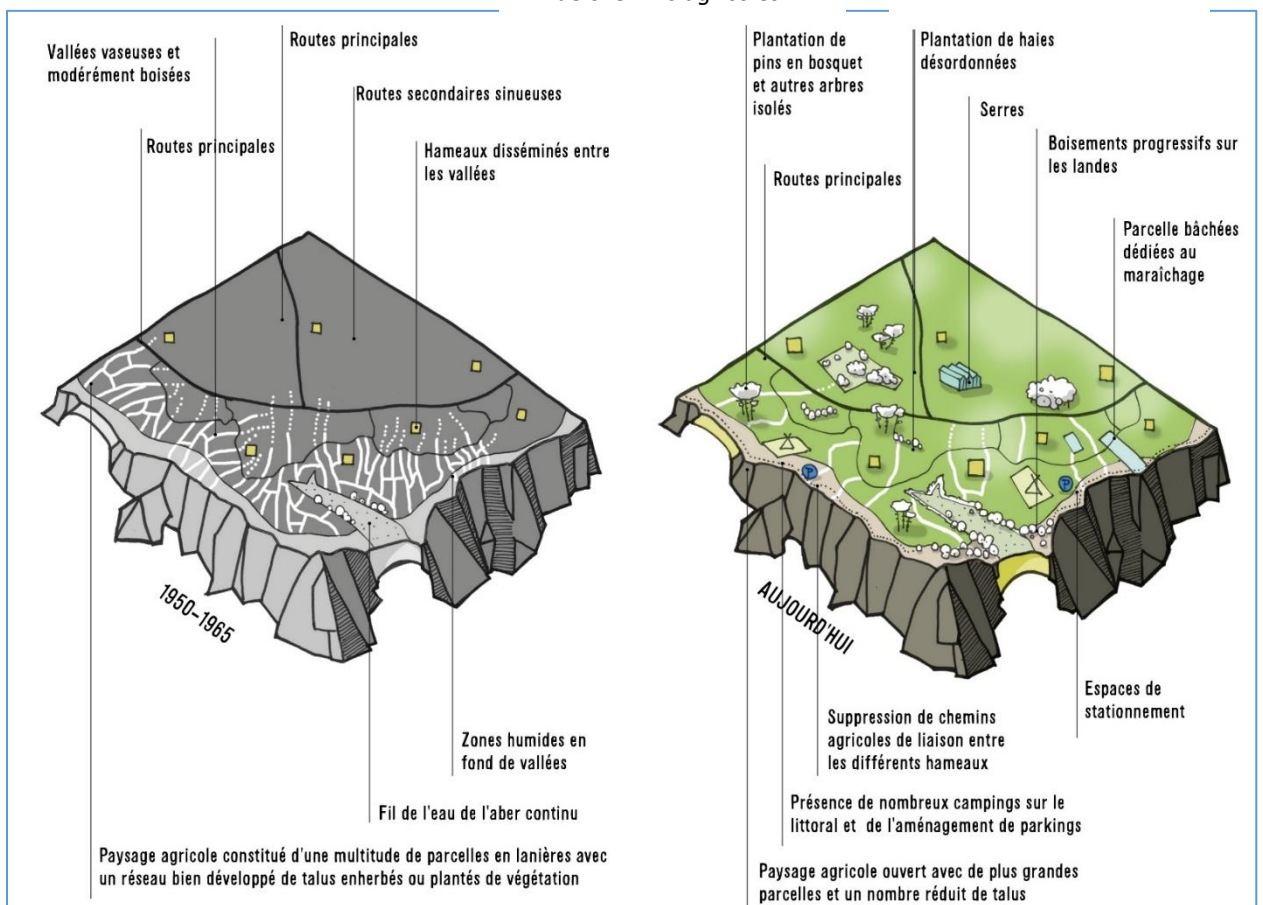 Vallées vaseuses et
modérément boisées
Routes principales
Routes secondaires sinueuses
Routes principales
Hameaux disséminés entre
les vallées
1950-1965
Zones humides en
fond de vallées
Fil de l'eau de l'aber continu
Paysage agricole constitué d'une multitude de parcelles en lanières avec
un réseau bien développé de talus enherbés ou plantés de végétation
Plantation de
pins en bosquet
et autres arbres
isolés
Plantation de haies
désordonnées
Serres
Boisements progressifs sur
les landes
Routes principales
Parcelle bâchées
dédiées au
maraîchage
P
P
AUJOURD'HUI
Espaces de
stationnement
Suppression de chemins
agricoles de liaison entre
les différents hameaux
Présence de nombreux campings sur le
littoral et de l'aménagement de parkings
Paysage agricole ouvert avec de plus grandes
parcelles et un nombre réduit de talus